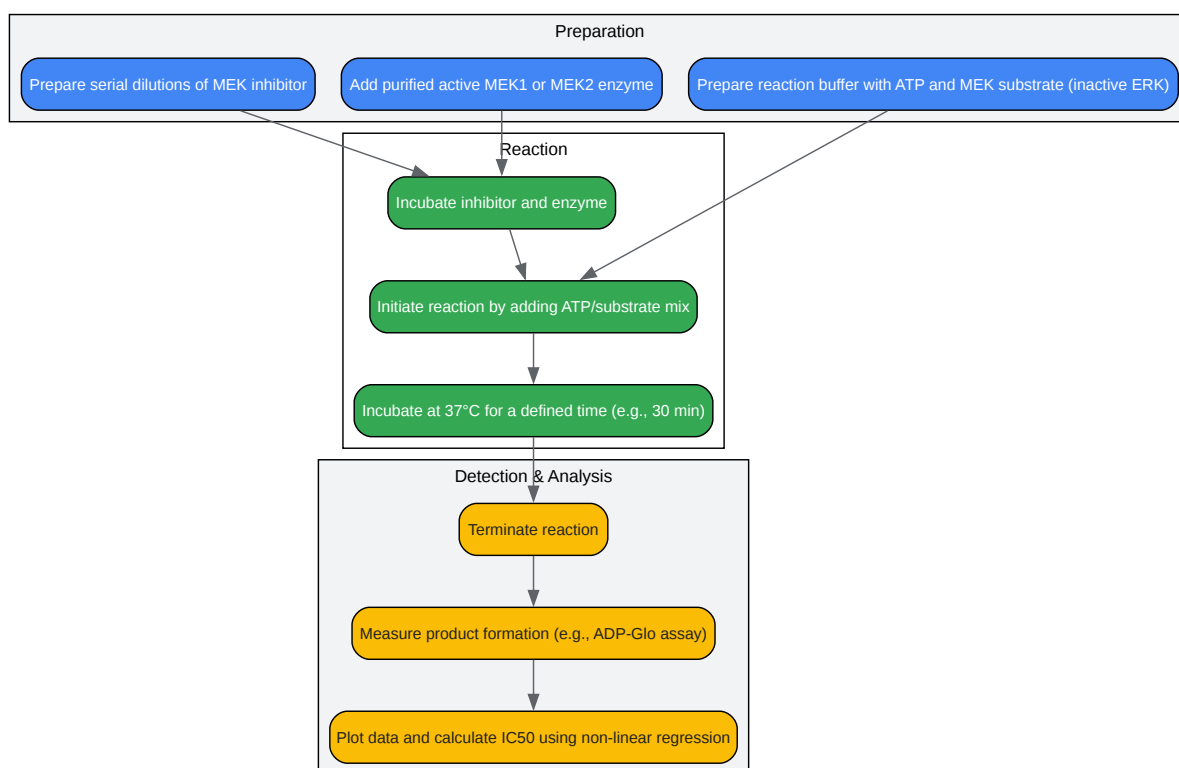 Preparation
Prepare serial dilutions of MEK inhibitor
Add purified active MEK1 or MEK2 enzyme
Prepare reaction buffer with ATP and MEK substrate (inactive ERK)
Reaction
Incubate inhibitor and enzyme
Initiate reaction by adding ATP/substrate mix
Incubate at 37°C for a defined time (e.g., 30 min)
Detection & Analysis
Terminate reaction
Measure product formation (e.g., ADP-Glo assay)
Plot data and calculate IC50 using non-linear regression